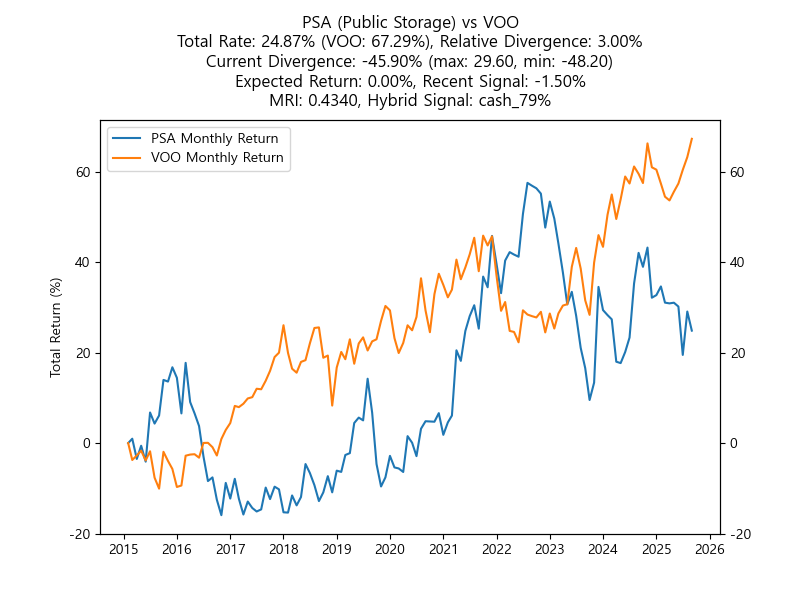 PSA (Public Storage) vs VOO
Total Rate: 24.87% (VOO: 67.29%), Relative Divergence: 3.00%
Current Divergence: -45.90% (max: 29.60, min: -48.20)
Expected Return: 0.00%, Recent Signal: -1.50%
MRI: 0.4340, Hybrid Signal: cash_79%
PSA Monthly Return
VOO Monthly Return
Total Return (%)
60
40
20
0
-20
60
40
20
0
-20
2015 2016 2017 2018 2019 2020 2021 2022 2023 2024 2025 2026